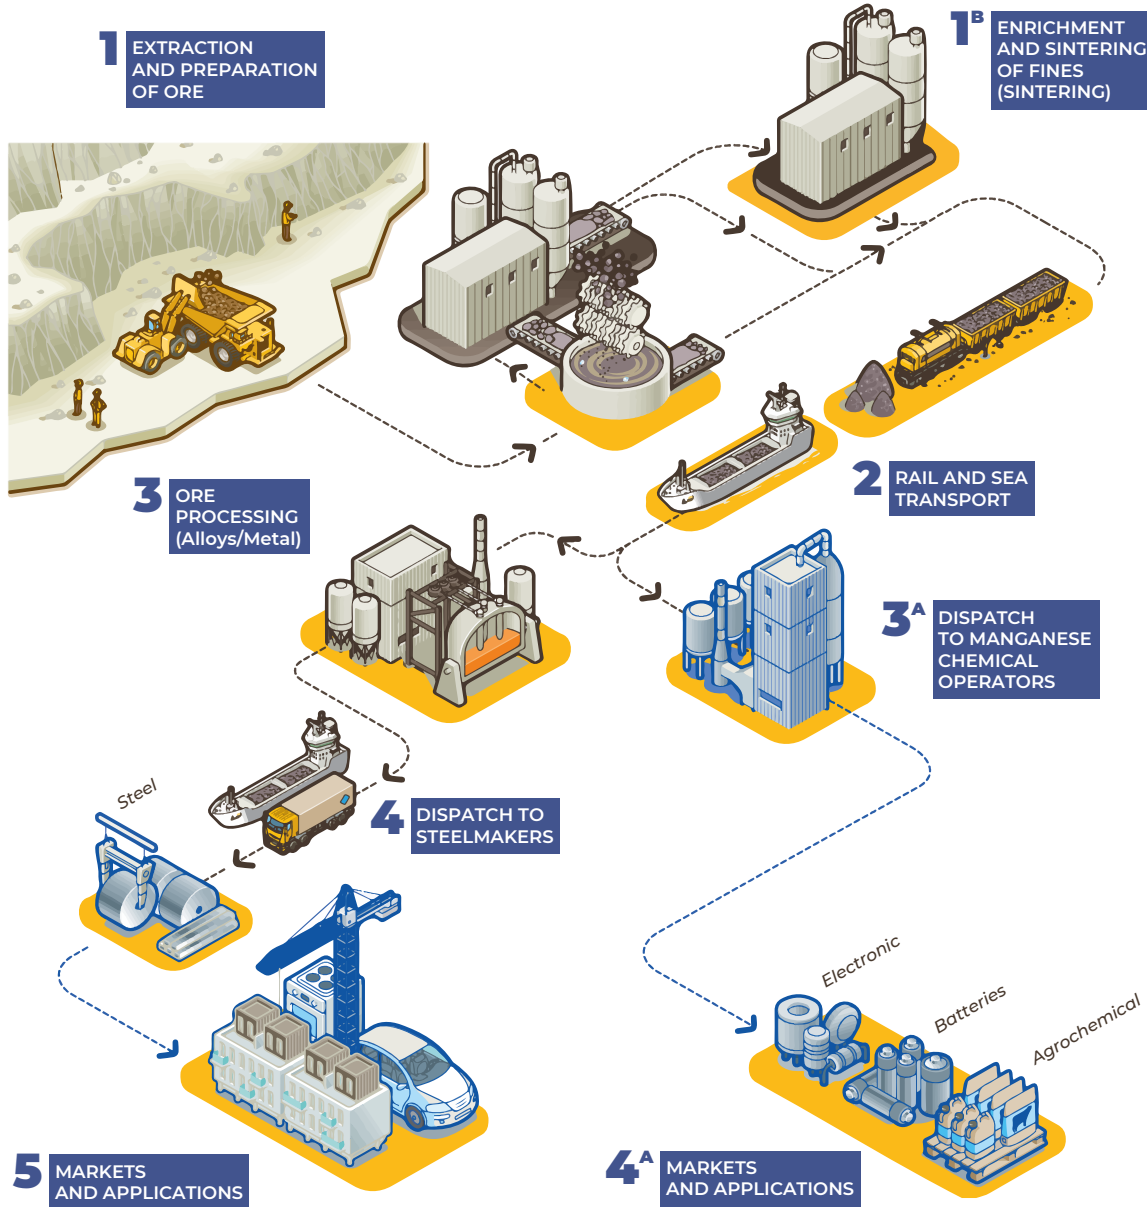 1
EXTRACTION
AND PREPARATION
OF ORE
1B
ENRICHMENT
AND SINTERING
OF FINES
(SINTERING)
2
RAIL AND SEA
TRANSPORT
3
ORE
PROCESSING
(Alloys/Metal)
3A
DISPATCH
TO MANGANESE
CHEMICAL
OPERATORS
4
DISPATCH TO
STEELMAKERS
Steel
Electronic
Batteries
Agrochemical
5
MARKETS
AND APPLICATIONS
4A
MARKETS
AND APPLICATIONS